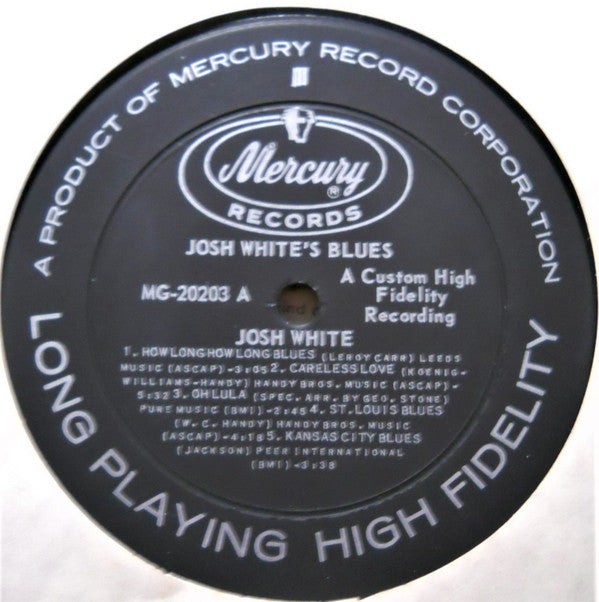 A PRODUCT OF MERCURY RECORD CORPORATION
Mercury
®
RECORDS
JOSH WHITE'S BLUES
MG-20203 A
A Custom High
Fidelity
Recording
JOSH WHITE
1. HOW LONG HOW LONG BLUES (LEROY CARR) LEEDS
MUSIC (ASCAP)-3:05 2. CARELESS LOVE (KOENIG-
WILLIAMS-HANDY) HANDY BROS. MUSIC (ASCAP)-
5:32 3. OH LULA (SPEC. ARR. BY GEO. STONE)
PURE MUSIC (BMI)-2:45 4. ST. LOUIS BLUES
(W. C. HANDY) HANDY BROS. MUSIC
(ASCAP)-4:18 5. KANSAS CITY BLUES
(JACKSON) PEER INTERNATIONAL
(BMI)-3:38
LONG PLAYING HIGH FIDELITY